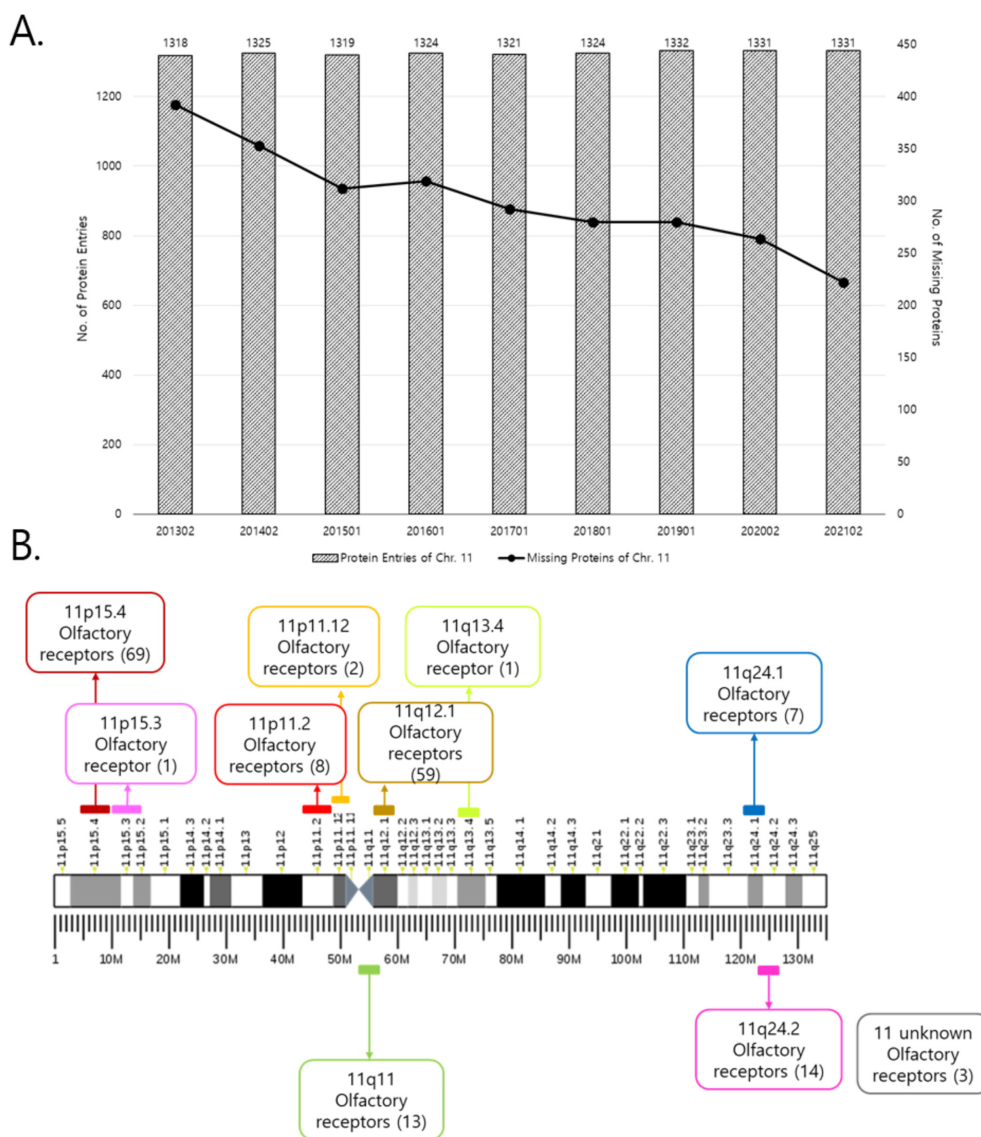 A.
1318 1325 1319 1324 1321 1324 1332 1331 1331
No. of Protein Entries
1200
1000
800
600
400
200
0
450
400
350
300
250
200
150
100
50
0
No. of Missing Proteins
201302 201402 201501 201601 201701 201801 201901 202002 202102
Protein Entries of Chr. 11 Missing Proteins of Chr. 11
B.
11p15.4
Olfactory
receptors (69)
11p11.12
Olfactory
receptors (2)
11q13.4
Olfactory
receptor (1)
11q24.1
Olfactory
receptors (7)
11p15.3
Olfactory
receptor (1)
11p11.2
Olfactory
receptors (8)
11q12.1
Olfactory
receptors
(59)
11p15.5
11p15.4
11p15.3
11p15.2
11p15.1
11p14.3
11p14.2
11p14.1
11p13
11p12
11p11.2
11p11.12
11p11.11
11q11
11q12.1
11q12.2
11q12.3
11q13.1
11q13.2
11q13.3
11q13.4
11q13.5
11q14.1
11q14.2
11q14.3
11q21
11q22.1
11q22.2
11q22.3
11q23.1
11q23.2
11q23.3
11q24.1
11q24.2
11q24.3
11q25
1 10M 20M 30M 40M 50M 60M 70M 80M 90M 100M 110M 120M 130M
11q11
Olfactory
receptors (13)
11q24.2
Olfactory
receptors (14)
11 unknown
Olfactory
receptors (3)